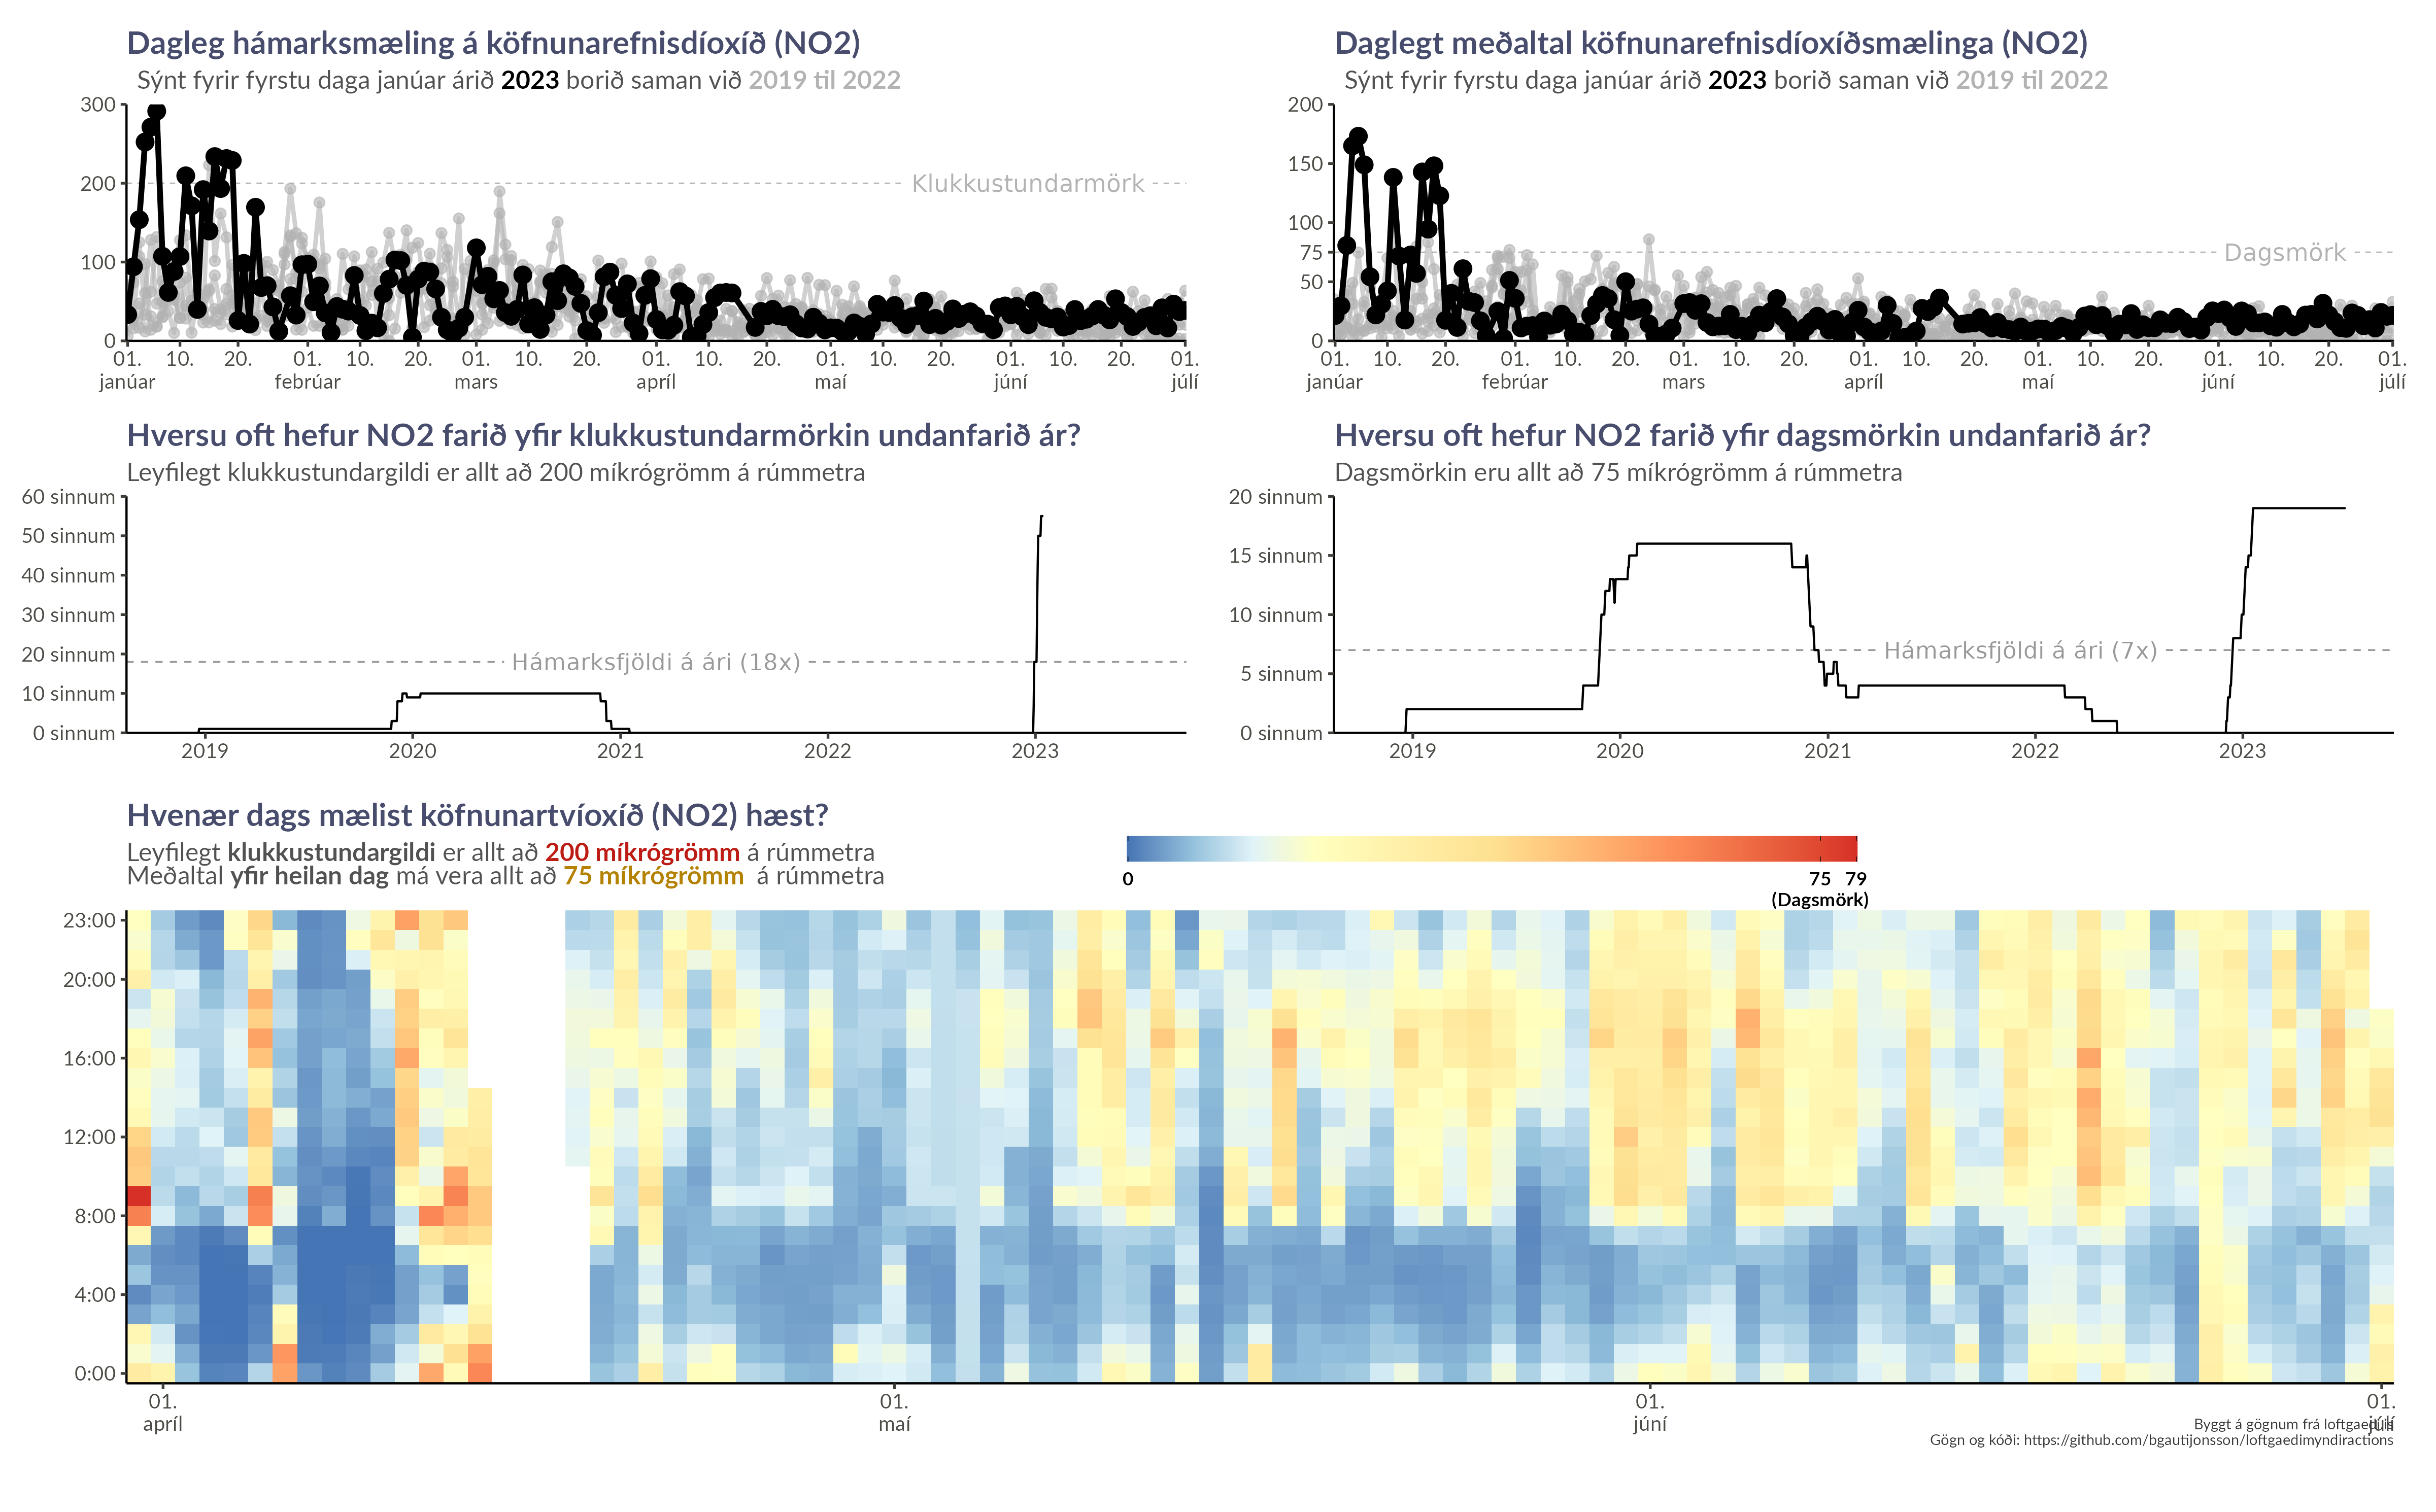 Dagleg hámarksmæling á köfnunarefnisdíoxíð (NO2)
Sýnt fyrir fyrstu daga janúar árið 2023 borið saman við 2019 til 2022
300
200
100
0
Klukkustundarmörk
01. 10. 20. 01. 10. 20. 01. 10. 20. 01. 10. 20. 01. 10. 20. 01. 10. 20. 01.
janúar febrúar mars apríl maí júní júlí
Daglegt meðaltal köfnunarefnisdíoxíðsmælinga (NO2)
Sýnt fyrir fyrstu daga janúar árið 2023 borið saman við 2019 til 2022
200
150
100
75
50
0
Dagsmörk
01. 10. 20. 01. 10. 20. 01. 10. 20. 01. 10. 20. 01. 10. 20. 01. 10. 20. 01.
janúar febrúar mars apríl maí júní júlí
Hversu oft hefur NO2 farið yfir klukkustundarmörkin undanfarið ár?
Leyfilegt klukkustundargildi er allt að 200 míkrógrömm á rúmmetra
60 sinnum
50 sinnum
40 sinnum
30 sinnum
20 sinnum
10 sinnum
0 sinnum
Hámarksfjöldi á ári (18x)
2019 2020 2021 2022 2023
Hversu oft hefur NO2 farið yfir dagsmörkin undanfarið ár?
Dagsmörkin eru allt að 75 míkrógrömm á rúmmetra
20 sinnum
15 sinnum
10 sinnum
5 sinnum
0 sinnum
Hámarksfjöldi á ári (7x)
2019 2020 2021 2022 2023
Hvenær dags mælist köfnunartvíoxíð (NO2) hæst?
Leyfilegt klukkustundargildi er allt að 200 míkrógrömm á rúmmetra
Meðaltal yfir heilan dag má vera allt að 75 míkrógrömm á rúmmetra
0 75 79
(Dagsmörk)
23:00
20:00
16:00
12:00
8:00
4:00
0:00
01. 01. 01. 01.
apríl maí júní júlí
Byggt á gögnum frá
Gögn og kóði: https://github.com/bgautijonsson/loftgaedimyndiractions